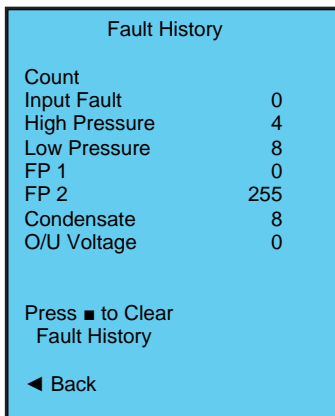 Fault History
Count
Input Fault 0
High Pressure 4
Low Pressure 8
FP 1 0
FP 2 255
Condensate 8
O/U Voltage 0
Press ■ to Clear
Fault History
◄ Back